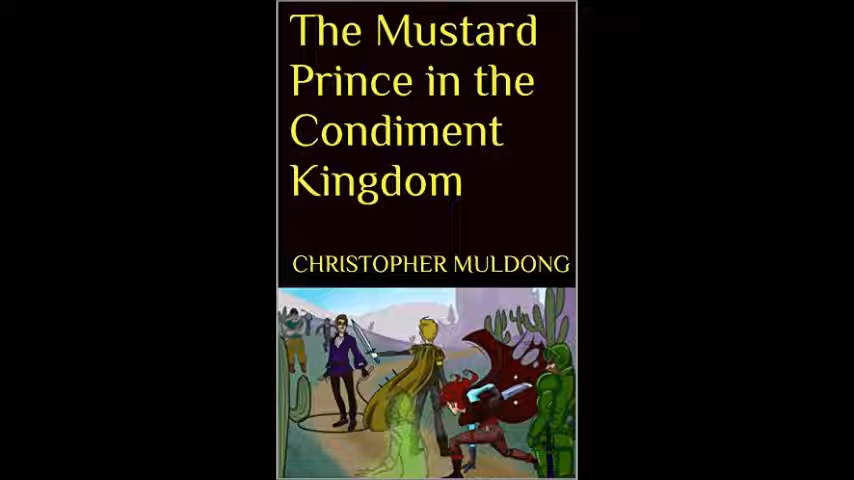 The Mustard
Prince in the
Condiment
Kingdom
CHRISTOPHER MULDONG